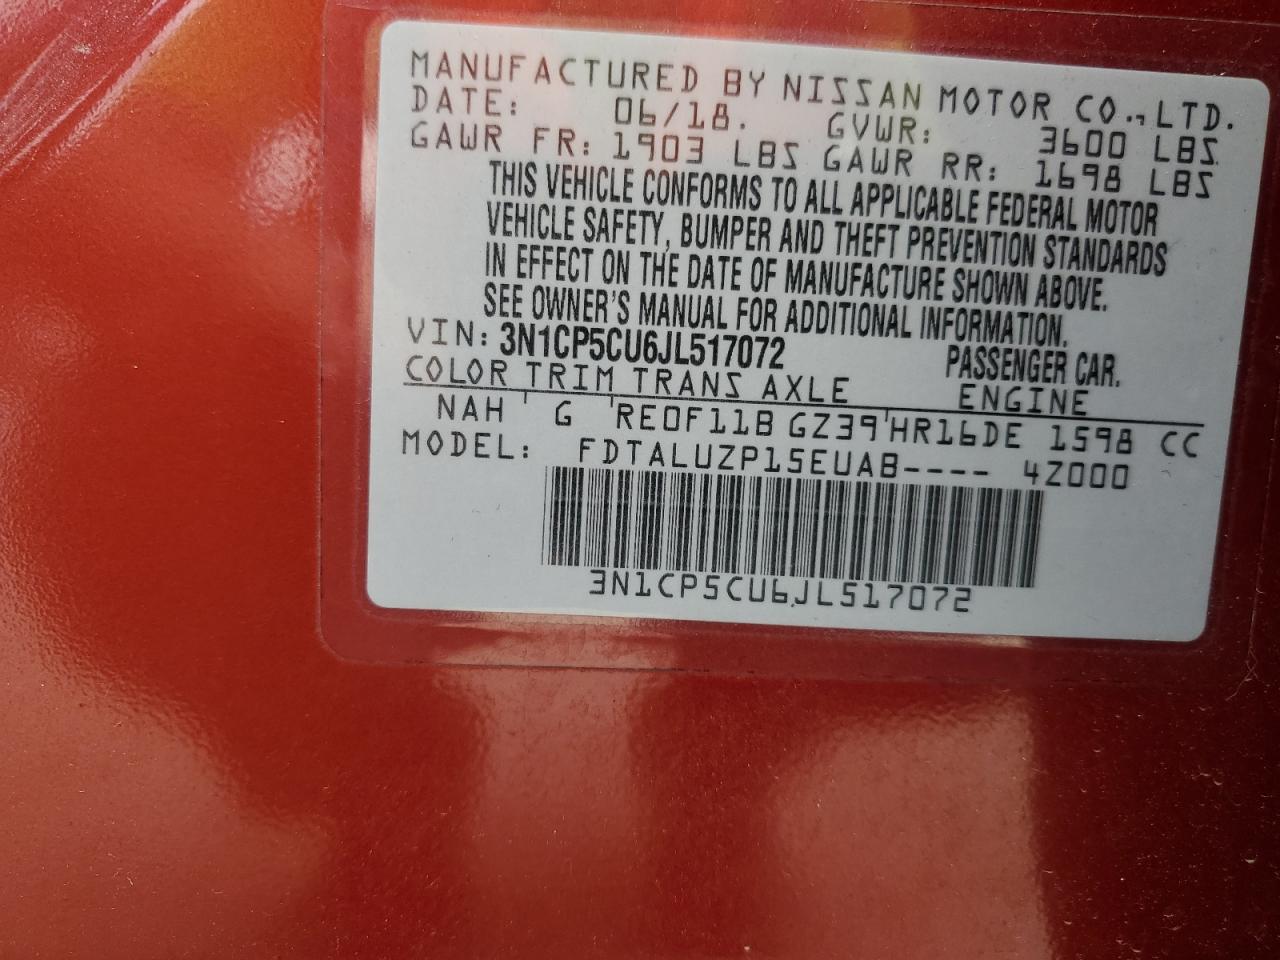 MANUFACTURED BY NISSAN MOTOR CO.,LTD.
DATE: 06/18. GVWR: 3600 LBS
GAWR FR: 1903 LBS GAWR RR: 1698 LBS
THIS VEHICLE CONFORMS TO ALL APPLICABLE FEDERAL MOTOR
VEHICLE SAFETY, BUMPER AND THEFT PREVENTION STANDARDS
IN EFFECT ON THE DATE OF MANUFACTURE SHOWN ABOVE.
SEE OWNER'S MANUAL FOR ADDITIONAL INFORMATION.
VIN: 3N1CP5CU6JL517072 PASSENGER CAR.
COLOR TRIM TRANS AXLE ENGINE
NAH G RE0F11B GZ39 HR16DE 1598 CC
MODEL: FDTALUZP15EUAB---- 4Z000
3N1CP5CU6JL517072